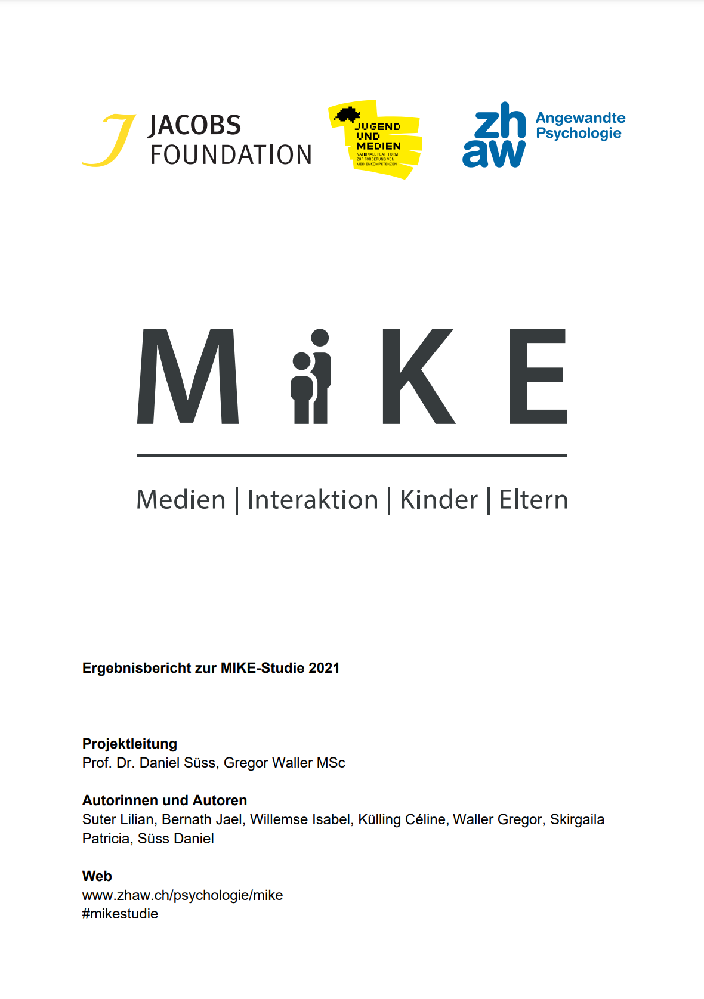 JACOBS
FOUNDATION
JUGEND
UND
MEDIEN
NATIONALE PLATTFORM
ZUR FÖRDERUNG VON
MEDIENKOMPETENZEN
zh
aw
Angewandte
Psychologie
MiKE
Medien | Interaktion | Kinder | Eltern
Ergebnisbericht zur MIKE-Studie 2021
Projektleitung
Prof. Dr. Daniel Süss, Gregor Waller MSc
Autorinnen und Autoren
Suter Lilian, Bernath Jael, Willemse Isabel, Külling Céline, Waller Gregor, Skirgaila
Patricia, Süss Daniel
Web
www.zhaw.ch/psychologie/mike
#mikestudie